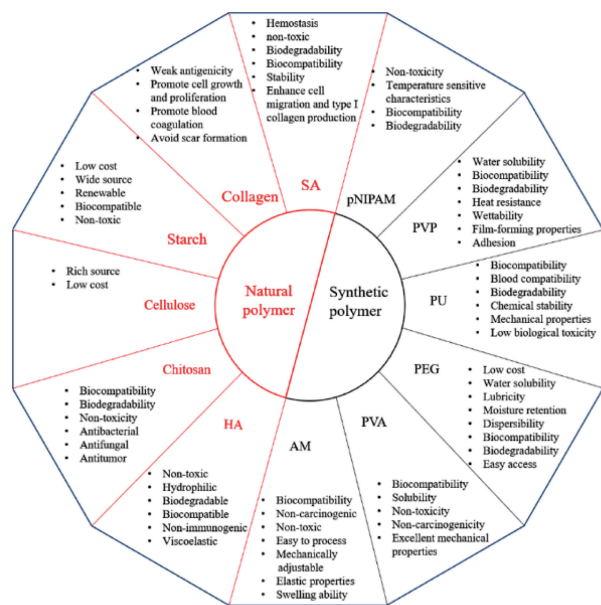 • Hemostasis
• non-toxic
• Biodegradability
• Biocompatibility
• Stability
• Enhance cell
migration and type I
collagen production
SA
• Non-toxicity
• Temperature sensitive
characteristics
• Biocompatibility
• Biodegradability
pNIPAM
• Water solubility
• Biocompatibility
• Biodegradability
• Heat resistance
• Wettability
• Film-forming properties
• Adhesion
PVP
• Biocompatibility
• Blood compatibility
• Biodegradability
• Chemical stability
• Mechanical properties
• Low biological toxicity
PU
• Low cost
• Water solubility
• Lubricity
• Moisture retention
• Dispersibility
• Biocompatibility
• Biodegradability
• Easy access
PEG
• Biocompatibility
• Solubility
• Non-toxicity
• Non-carcinogenicity
• Excellent mechanical
properties
PVA
• Biocompatibility
• Non-carcinogenic
• Non-toxic
• Easy to process
• Mechanically
adjustable
• Elastic properties
• Swelling ability
AM
• Non-toxic
• Hydrophilic
• Biodegradable
• Biocompatible
• Non-immunogenic
• Viscoelastic
HA
• Biocompatibility
• Biodegradability
• Non-toxicity
• Antibacterial
• Antifungal
• Antitumor
Chitosan
• Rich source
• Low cost
Cellulose
• Low cost
• Wide source
• Renewable
• Biocompatible
• Non-toxic
Starch
• Weak antigenicity
• Promote cell growth
and proliferation
• Promote blood
coagulation
• Avoid scar formation
Collagen
Natural
polymer
Synthetic
polymer